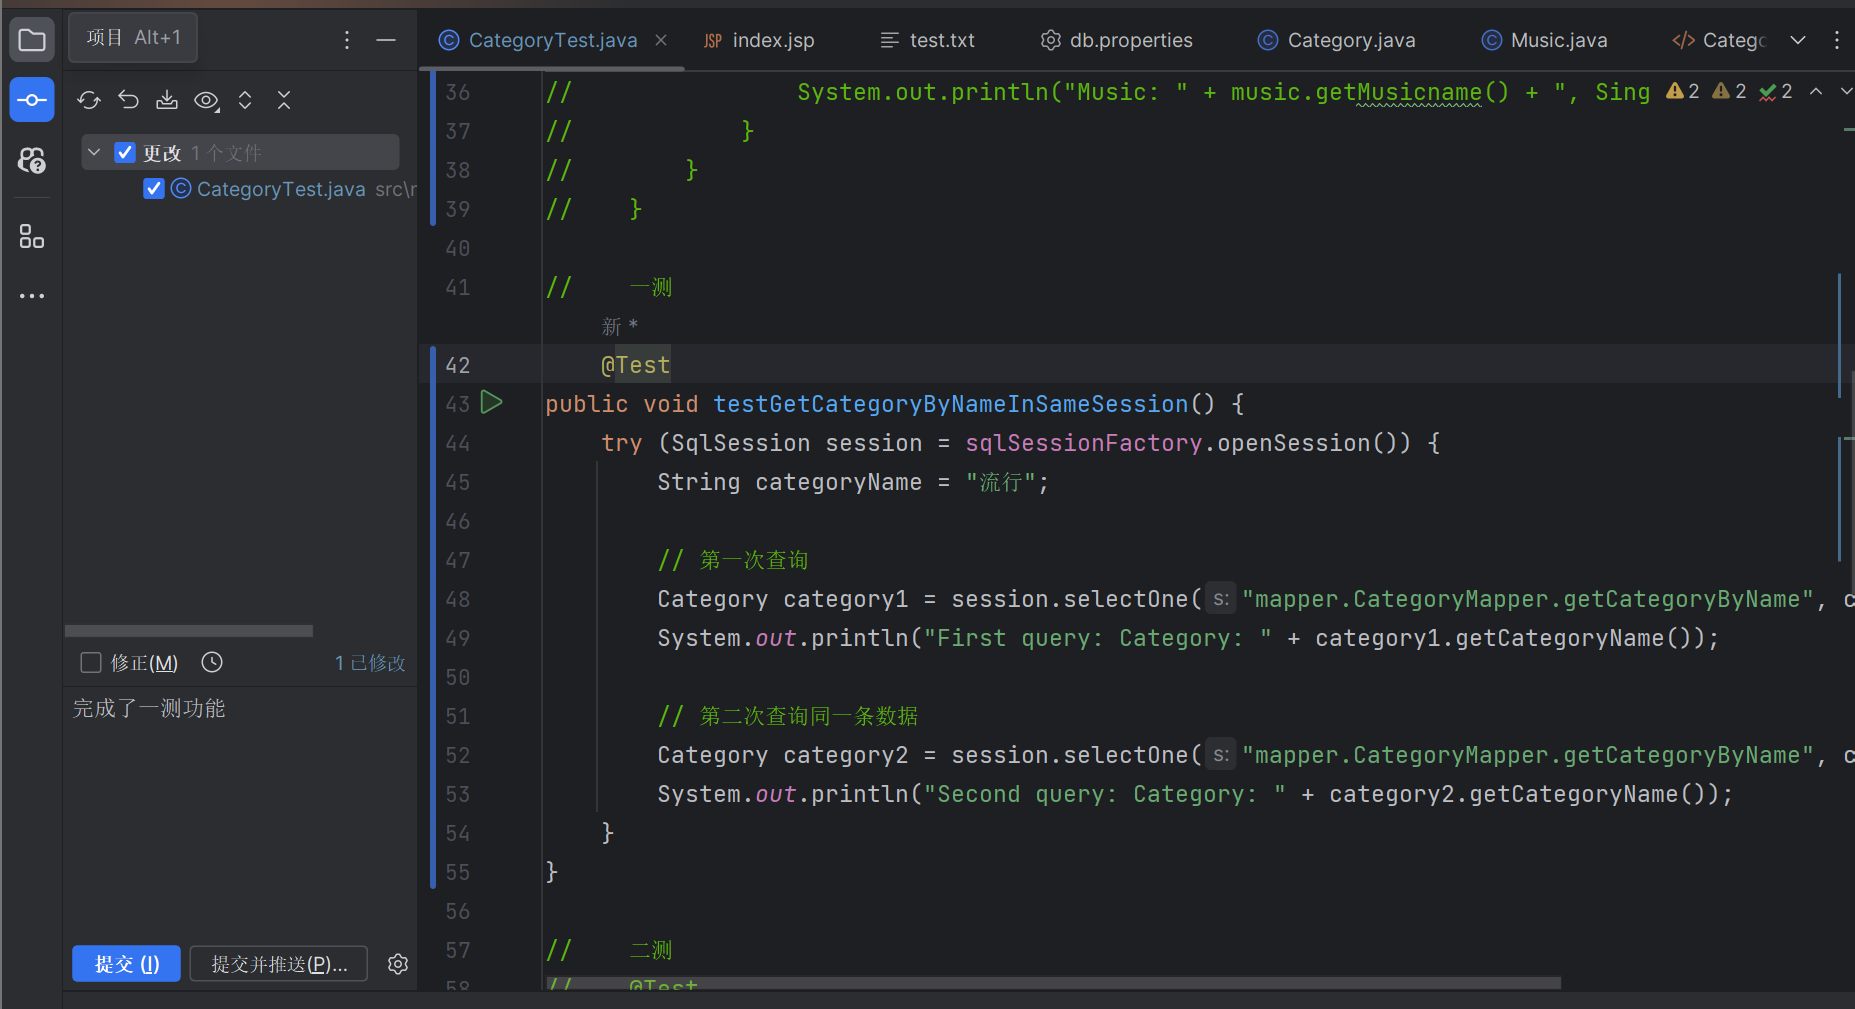 项目 Alt+1
CategoryTest.java
index.jsp
test.txt
db.properties
Category.java
Music.java
更改 1个文件
CategoryTest.java src\
修正(M)
1 已修改
完成了一测功能
提交 (I)
提交并推送(P)...
36 // System.out.println("Music: " + music.getMusicname() + ", Sing
2 2 2
37 // }
38 // }
39 // }
40
41 // 一测
新 *
42 @Test
43 public void testGetCategoryByNameInSameSession() {
44 try (SqlSession session = sqlSessionFactory.openSession()) {
45 String categoryName = "流行";
46
47 // 第一次查询
48 Category category1 = session.selectOne( s: "mapper.CategoryMapper.getCategoryByName", c
49 System.out.println("First query: Category: " + category1.getCategoryName());
50
51 // 第二次查询同一条数据
52 Category category2 = session.selectOne( s: "mapper.CategoryMapper.getCategoryByName", c
53 System.out.println("Second query: Category: " + category2.getCategoryName());
54 }
55 }
56
57 // 二测
58 // @Test